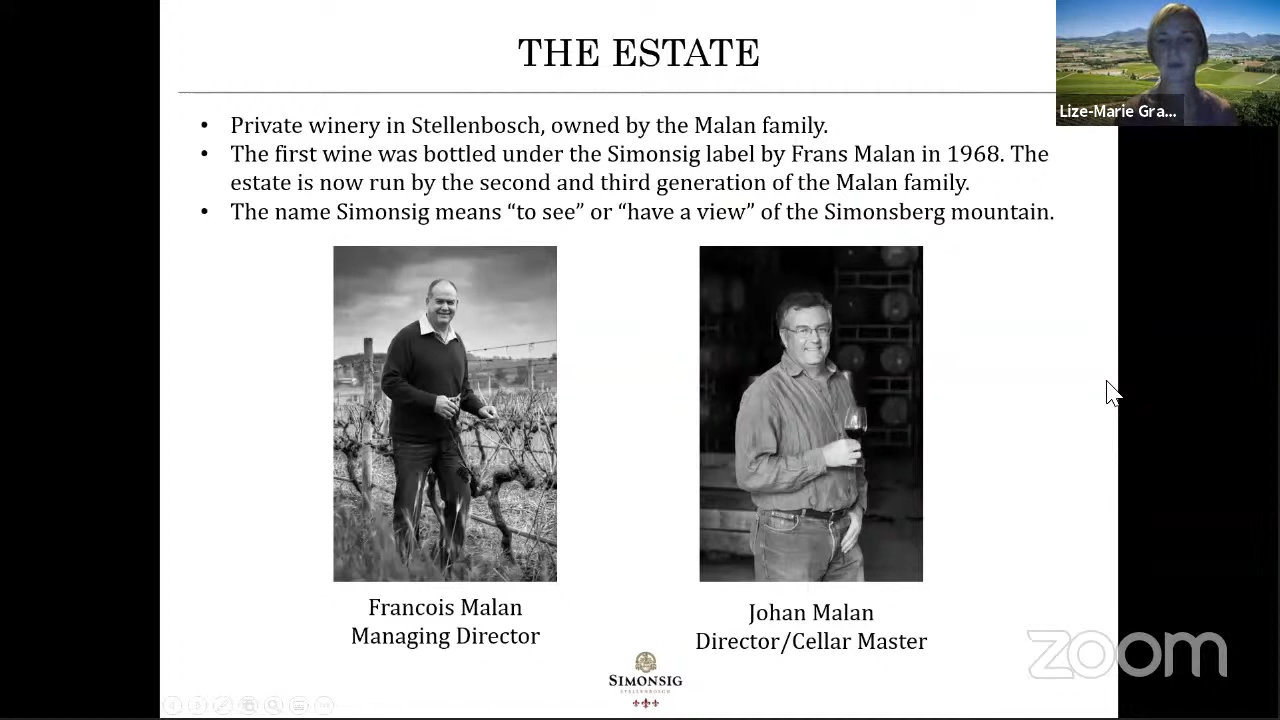 THE ESTATE
Lize-Marie Gra...
• Private winery in Stellenbosch, owned by the Malan family.
• The first wine was bottled under the Simonsig label by Frans Malan in 1968. The
estate is now run by the second and third generation of the Malan family.
• The name Simonsig means “to see” or “have a view” of the Simonsberg mountain.
Francois Malan
Managing Director
Johan Malan
Director/Cellar Master
SIMONSIG
STELLENBOSCH
zoom